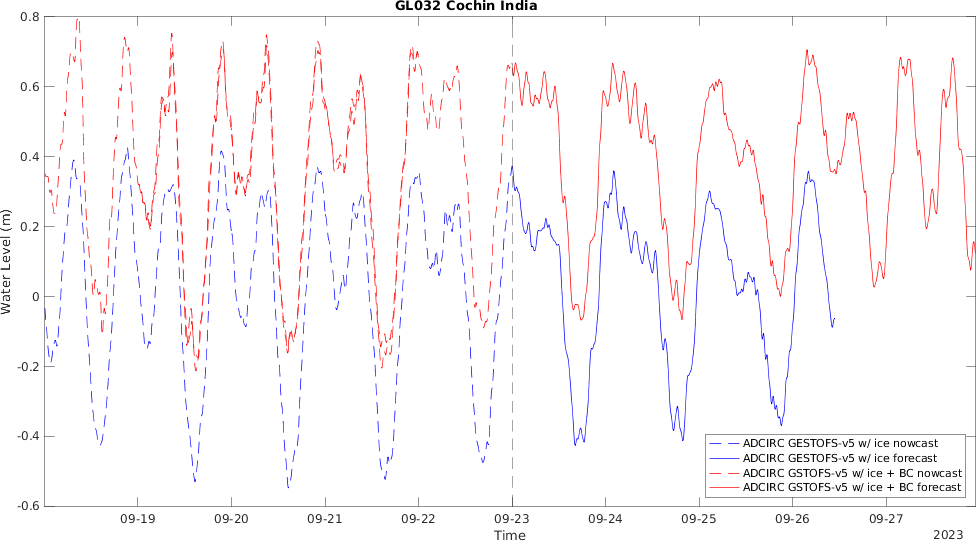 GL032 Cochin India
Water Level (m)
0.8
0.6
0.4
0.2
0
-0.2
-0.4
-0.6
ADCIRC GESTOFS-v5 w/ ice nowcast
ADCIRC GESTOFS-v5 w/ ice forecast
ADCIRC GSTOFS-v5 w/ ice + BC nowcast
ADCIRC GSTOFS-v5 w/ ice + BC forecast
09-19 09-20 09-21 09-22 09-23 09-24 09-25 09-26 09-27
Time
2023